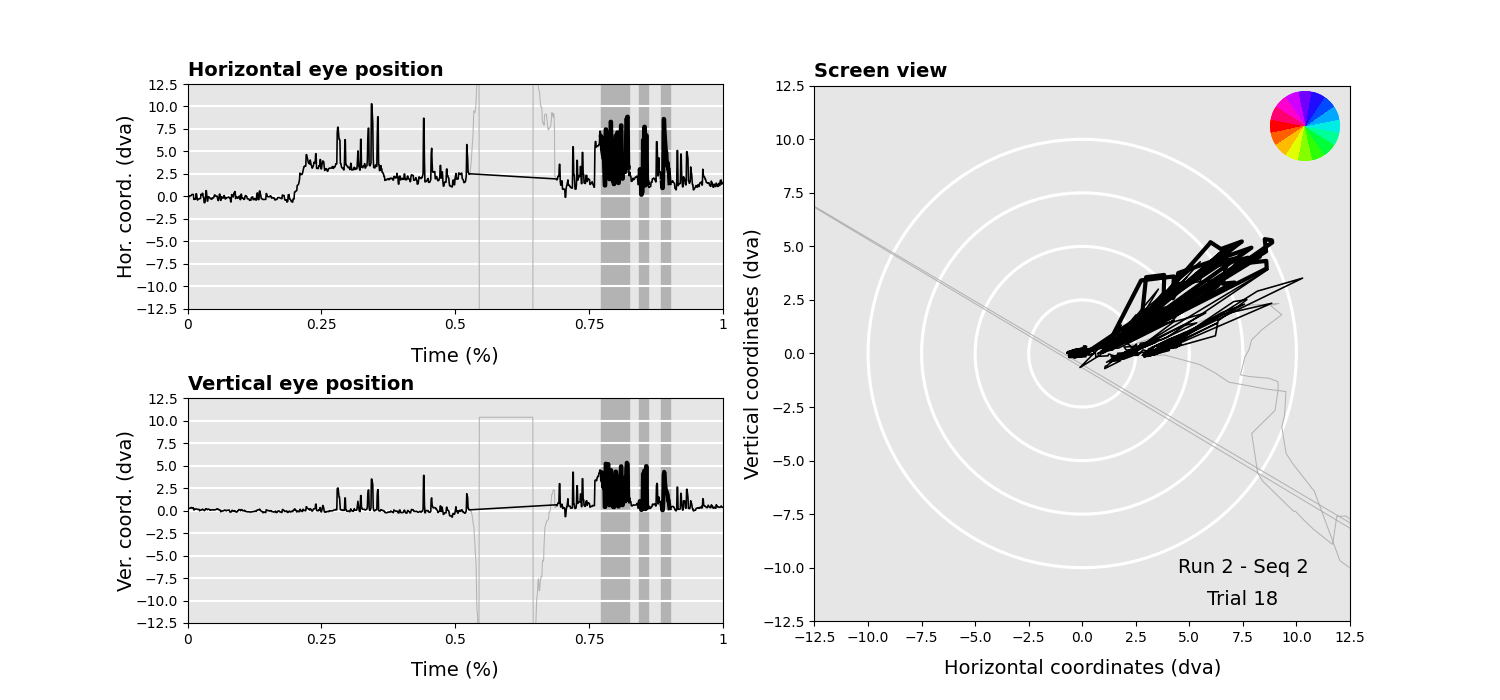 Horizontal eye position
Hor. coord. (dva)
12.5
10.0
7.5
5.0
2.5
0.0
−2.5
−5.0
−7.5
−10.0
−12.5
0 0.25 0.5 0.75 1
Time (%)
Vertical eye position
Ver. coord. (dva)
12.5
10.0
7.5
5.0
2.5
0.0
−2.5
−5.0
−7.5
−10.0
−12.5
0 0.25 0.5 0.75 1
Time (%)
Screen view
Vertical coordinates (dva)
12.5
10.0
7.5
5.0
2.5
0.0
−2.5
−5.0
−7.5
−10.0
−12.5
Run 2 - Seq 2
Trial 18
−12.5 −10.0 −7.5 −5.0 −2.5 0.0 2.5 5.0 7.5 10.0 12.5
Horizontal coordinates (dva)